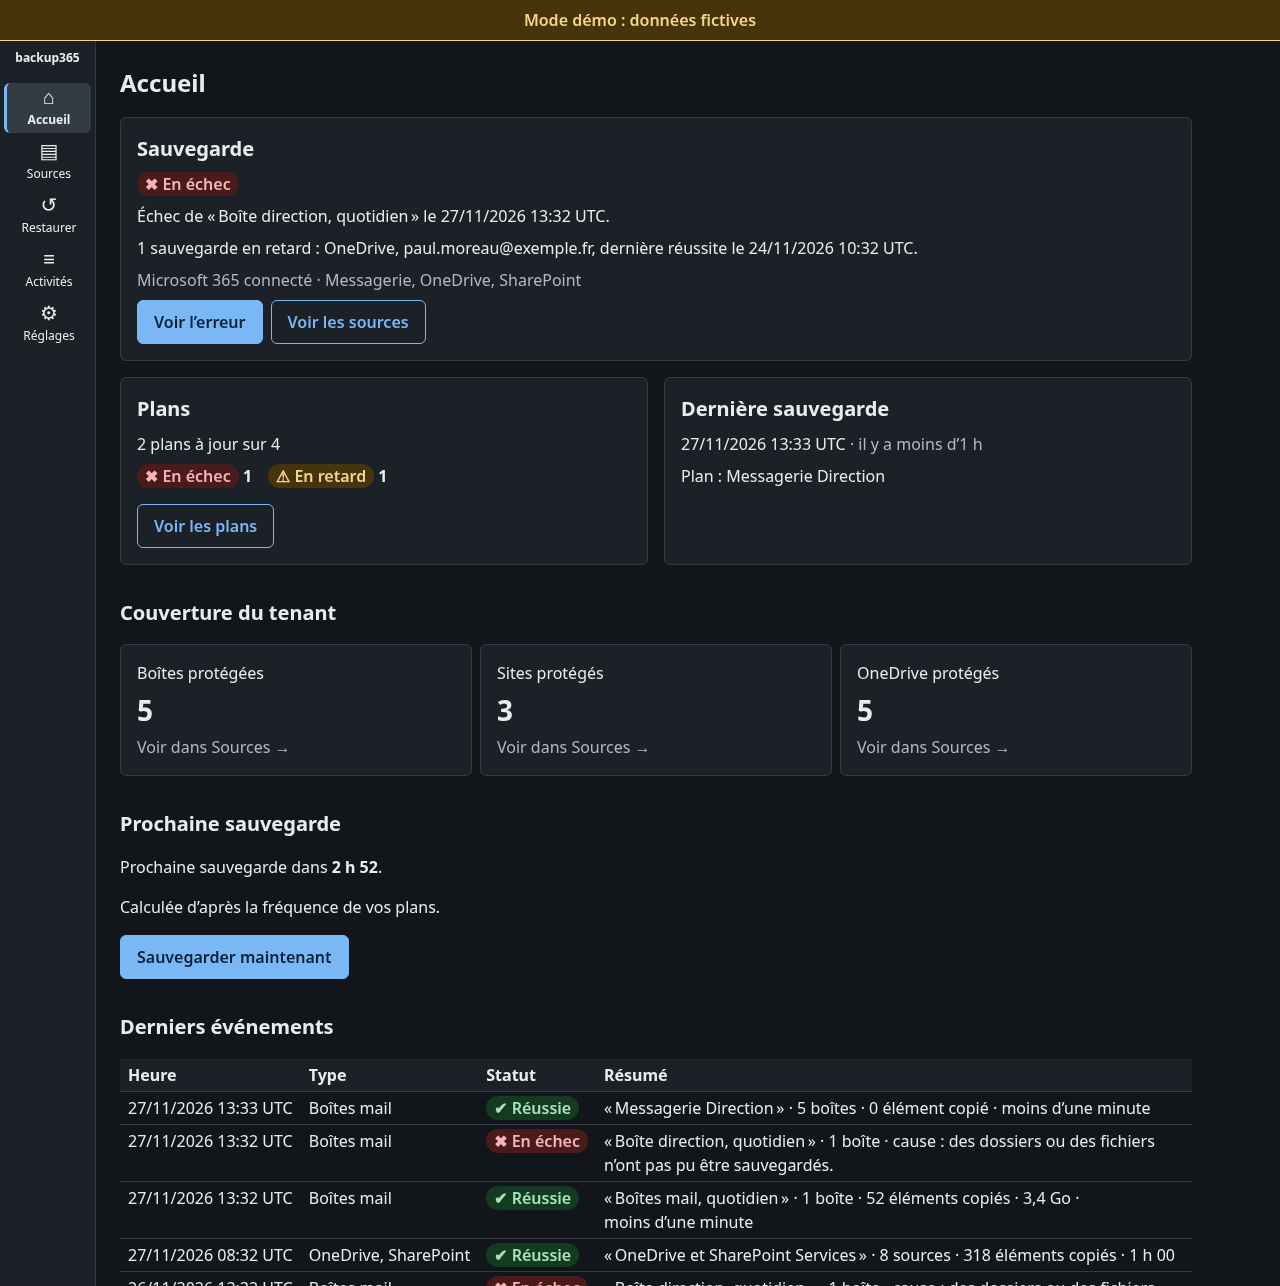 Mode démo : données fictives
backup365
Accueil
Sources
Restaurer
Activités
Réglages
Accueil
Sauvegarde
✖ En échec
Échec de « Boîte direction, quotidien » le 27/11/2026 13:32 UTC.
1 sauvegarde en retard : OneDrive, paul.moreau@exemple.fr, dernière réussite le 24/11/2026 10:32 UTC.
Microsoft 365 connecté · Messagerie, OneDrive, SharePoint
Voir l’erreur Voir les sources
Plans
2 plans à jour sur 4
✖ En échec 1 ⚠ En retard 1
Voir les plans
Dernière sauvegarde
27/11/2026 13:33 UTC · il y a moins d’1 h
Plan : Messagerie Direction
Couverture du tenant
Boîtes protégées
5
Voir dans Sources →
Sites protégés
3
Voir dans Sources →
OneDrive protégés
5
Voir dans Sources →
Prochaine sauvegarde
Prochaine sauvegarde dans 2 h 52.
Calculée d’après la fréquence de vos plans.
Sauvegarder maintenant
Derniers événements
Heure Type Statut Résumé
27/11/2026 13:33 UTC Boîtes mail ✔ Réussie « Messagerie Direction » · 5 boîtes · 0 élément copié · moins d’une minute
27/11/2026 13:32 UTC Boîtes mail ✖ En échec « Boîte direction, quotidien » · 1 boîte · cause : des dossiers ou des fichiers
n’ont pas pu être sauvegardés.
27/11/2026 13:32 UTC Boîtes mail ✔ Réussie « Boîtes mail, quotidien » · 1 boîte · 52 éléments copiés · 3,4 Go ·
moins d’une minute
27/11/2026 08:32 UTC OneDrive, SharePoint ✔ Réussie « OneDrive et SharePoint Services » · 8 sources · 318 éléments copiés · 1 h 00